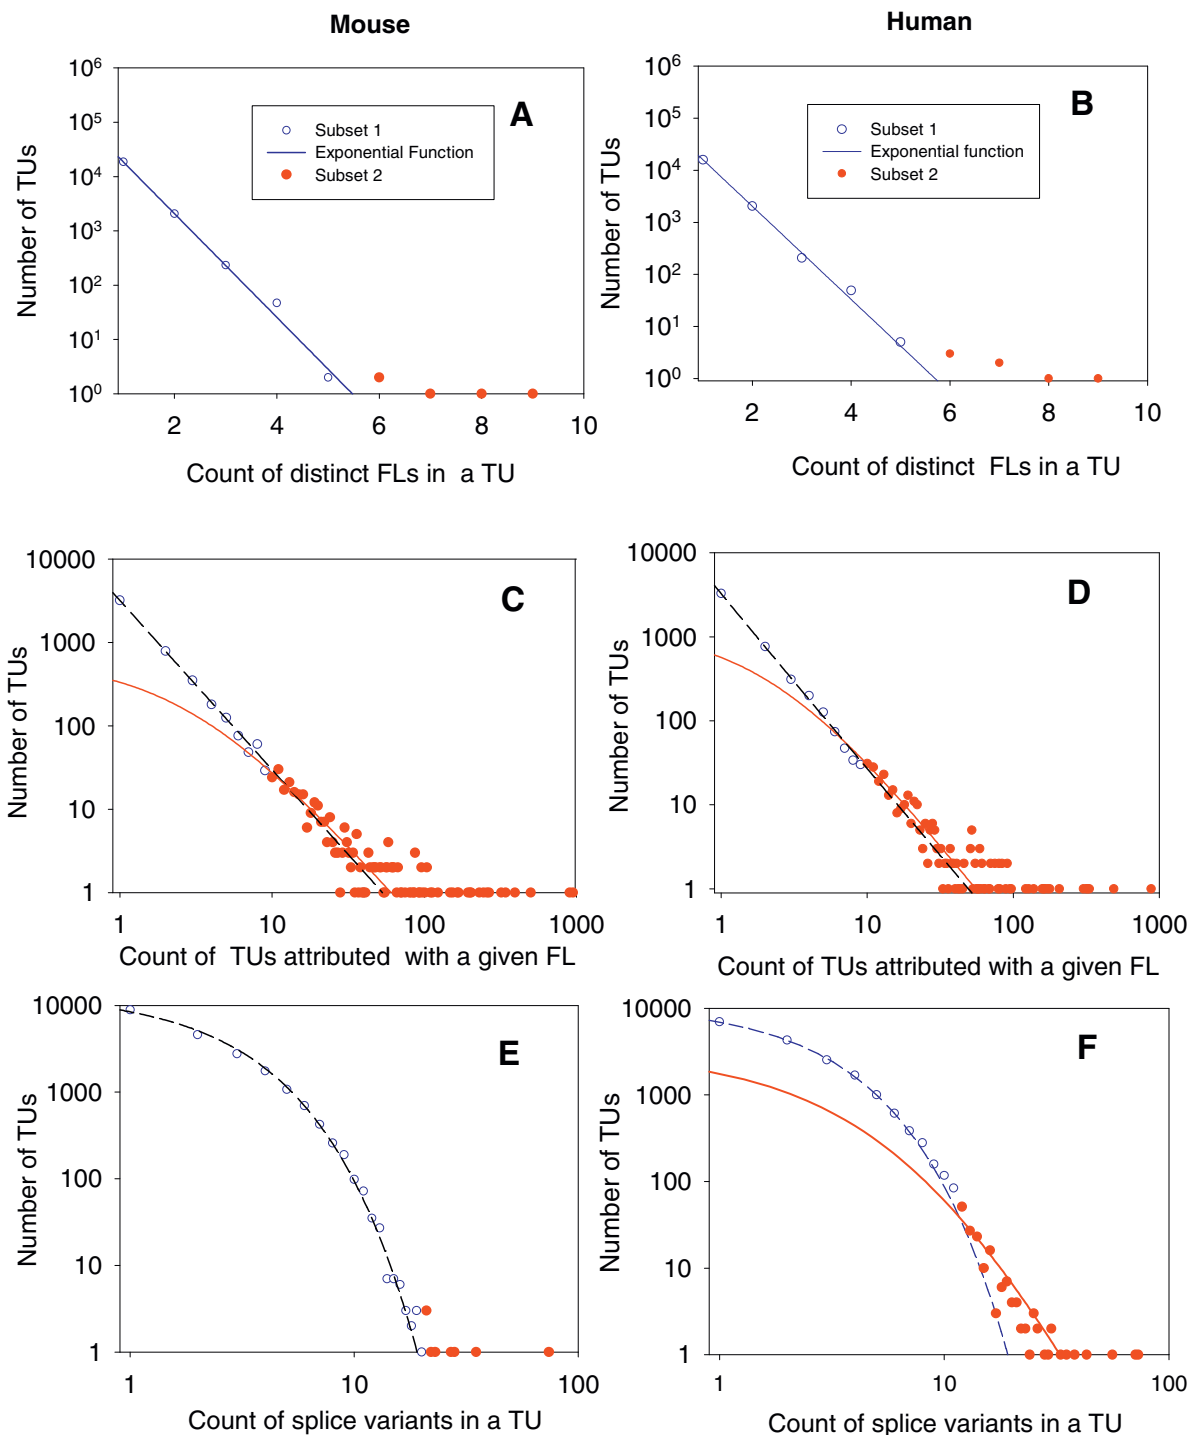 Mouse
Human
A
Number of TUs
10^6
10^5
10^4
10^3
10^2
10^1
10^0
Subset 1
Exponential Function
Subset 2
2 4 6 8 10
Count of distinct FLs in a TU
B
Number of TUs
10^6
10^5
10^4
10^3
10^2
10^1
10^0
Subset 1
Exponential function
Subset 2
2 4 6 8 10
Count of distinct FLs in a TU
C
Number of TUs
10000
1000
100
10
1
1 10 100 1000
Count of TUs attributed with a given FL
D
Number of TUs
10000
1000
100
10
1
1 10 100 1000
Count of TUs attributed with a given FL
E
Number of TUs
10000
1000
100
10
1
1 10 100
Count of splice variants in a TU
F
Number of TUs
10000
1000
100
10
1
1 10 100
Count of splice variants in a TU